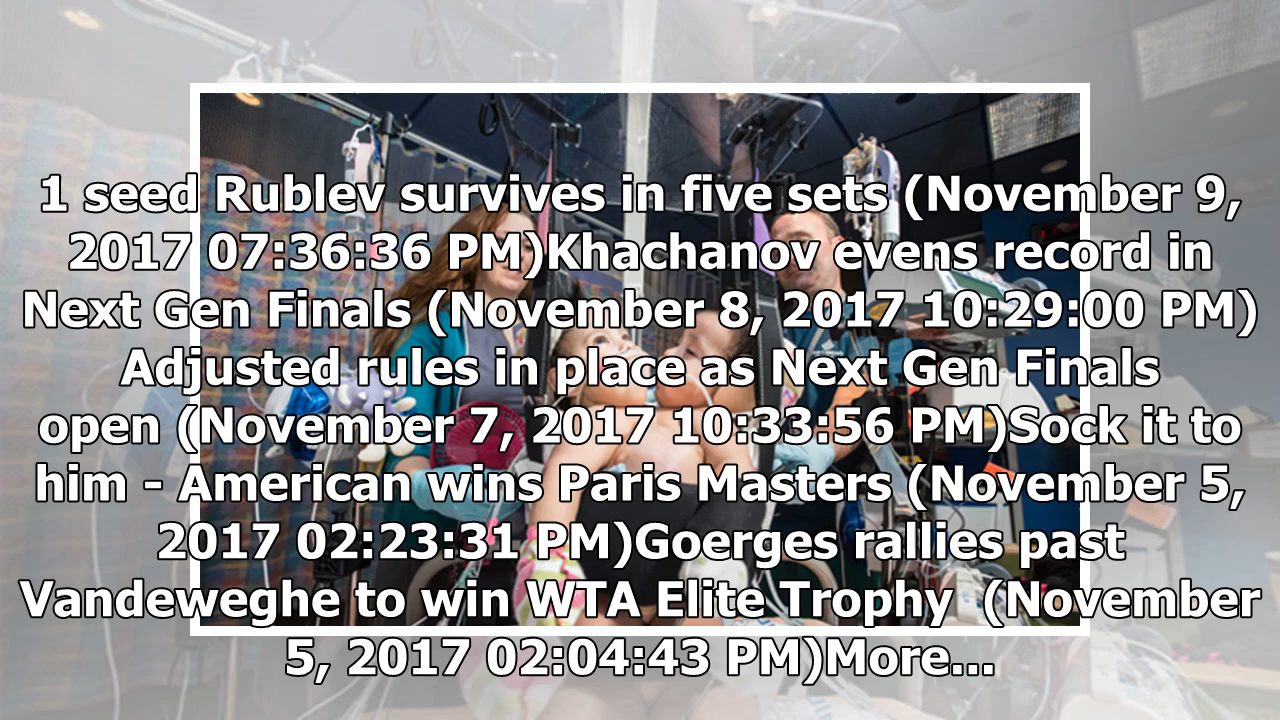 1 seed Rublev survives in five sets (November 9,
2017 07:36:36 PM)Khachanov evens record in
Next Gen Finals (November 8, 2017 10:29:00 PM)
Adjusted rules in place as Next Gen Finals
open (November 7, 2017 10:33:56 PM)Sock it to
him - American wins Paris Masters (November 5,
2017 02:23:31 PM)Goerges rallies past
Vandeweghe to win WTA Elite Trophy  (November
5, 2017 02:04:43 PM)More...